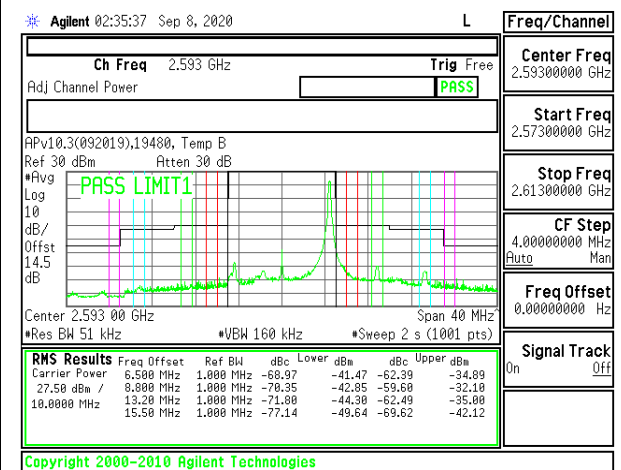 Agilent 02:35:37 Sep 8, 2020 L
Freq/Channel
Ch Freq 2.593 GHz Trig Free
Adj Channel Power PASS
Center Freq
2.59300000 GHz
Start Freq
2.57300000 GHz
Stop Freq
2.61300000 GHz
CF Step
4.00000000 MHz
Auto Man
Freq Offset
0.00000000 Hz
Signal Track
On Off
APv10.3(092019),19480, Temp B
Ref 30 dBm Atten 30 dB
#Avg
Log
10
dB/
Offst
14.5
dB
PASS LIMIT1
Center 2.593 00 GHz Span 40 MHz
#Res BW 51 kHz #VBW 160 kHz #Sweep 2 s (1001 pts)
RMS Results Freq Offset Ref BW dBc Lower dBm dBc Upper dBm
Carrier Power 6.500 MHz 1.000 MHz -68.97 -41.47 -62.39 -34.89
27.50 dBm / 8.800 MHz 1.000 MHz -70.35 -42.85 -59.60 -32.10
10.0000 MHz 13.20 MHz 1.000 MHz -71.80 -44.30 -62.49 -35.00
15.50 MHz 1.000 MHz -77.14 -49.64 -69.62 -42.12
Copyright 2000-2010 Agilent Technologies